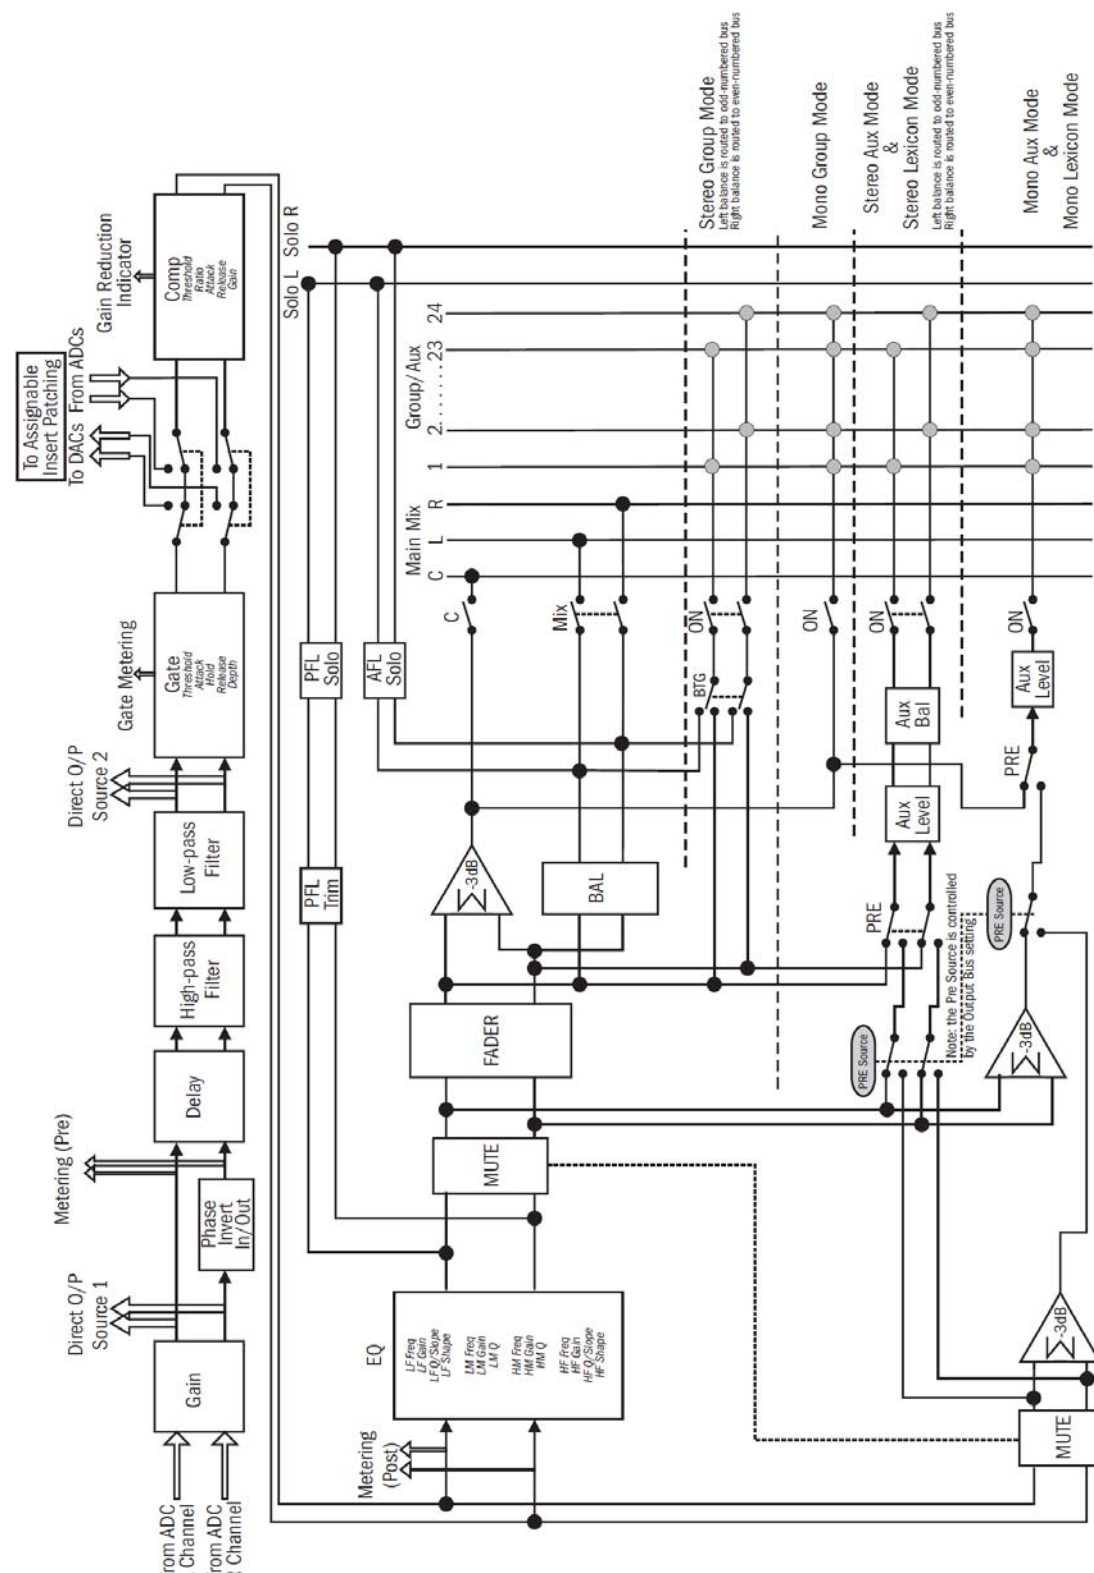 To Assignable
Insert Patching
To DACs From ADCs
Gain Reduction
Indicator
Comp
Threshold
Ratio
Attack
Release
Gain
Gate Metering
Gate
Threshold
Attack
Hold
Release
Depth
Direct O/P
Source 2
Low-pass
Filter
High-pass
Filter
Delay
Metering (Pre)
Phase
Invert
In/Out
Direct O/P
Source 1
Gain
rom ADC
Channel
rom ADC
Channel
Solo L
Solo R
PFL
Solo
AFL
Solo
PFL
Trim
Group/Aux
1
2
23
24
Main Mix
C
L
R
C
Mix
ON
BTG
ON
ON
ON
Σ-3dB
BAL
FADER
MUTE
EQ
LF Freq
LF Gain
LF Q/Slope
LF Shape
LM Freq
LM Gain
LM Q
HM Freq
HM Gain
HM Q
HF Freq
HF Gain
HF Q/Slope
HF Shape
Metering
(Post)
Stereo Group Mode
Left balance is routed to odd-numbered bus
Right balance is routed to even-numbered bus
Mono Group Mode
Stereo Aux Mode
&
Stereo Lexicon Mode
Left balance is routed to odd-numbered bus
Right balance is routed to even-numbered bus
Mono Aux Mode
&
Mono Lexicon Mode
Aux
Bal
Aux
Level
PRE
Aux
Level
PRE
PRE Source
PRE Source
Note: the Pre Source is controlled
by the Output Bus setting
Σ-3dB
Σ-3dB
MUTE